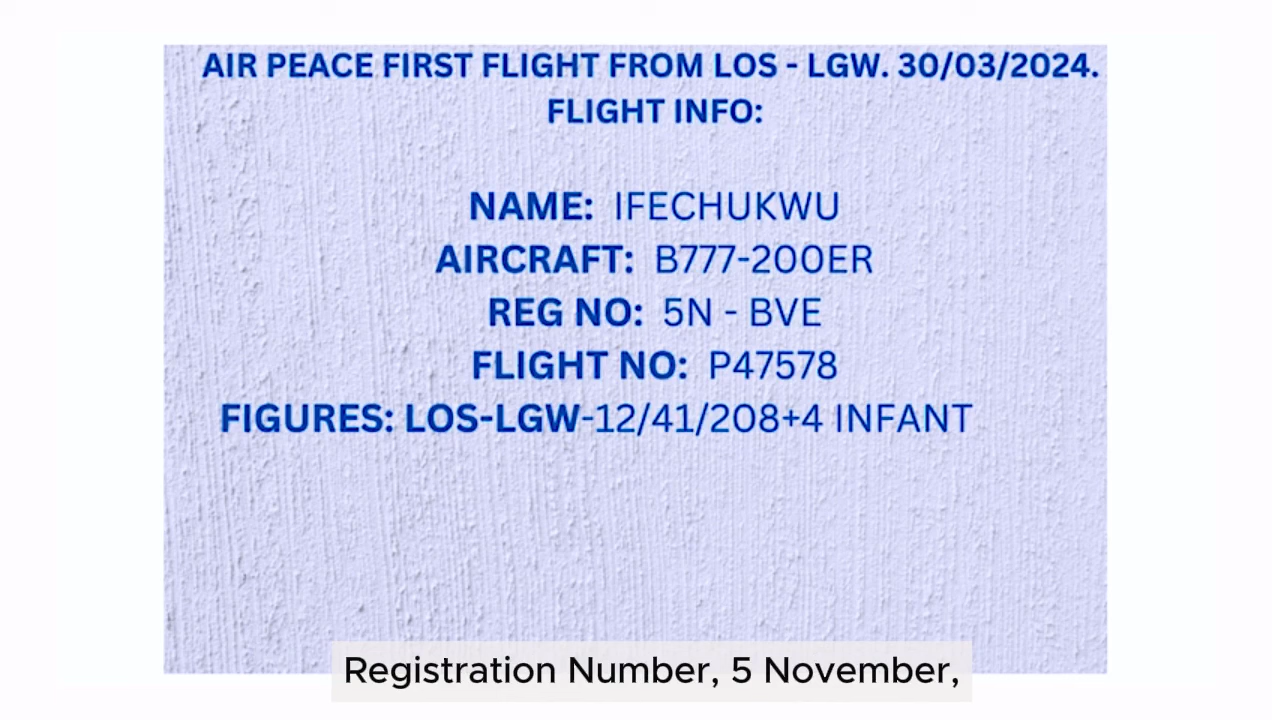 AIR PEACE FIRST FLIGHT FROM LOS - LGW. 30/03/2024.
FLIGHT INFO:
NAME: IFECHUKWU
AIRCRAFT: B777-200ER
REG NO: 5N - BVE
FLIGHT NO: P47578
FIGURES: LOS-LGW-12/41/208+4 INFANT
Registration Number, 5 November,